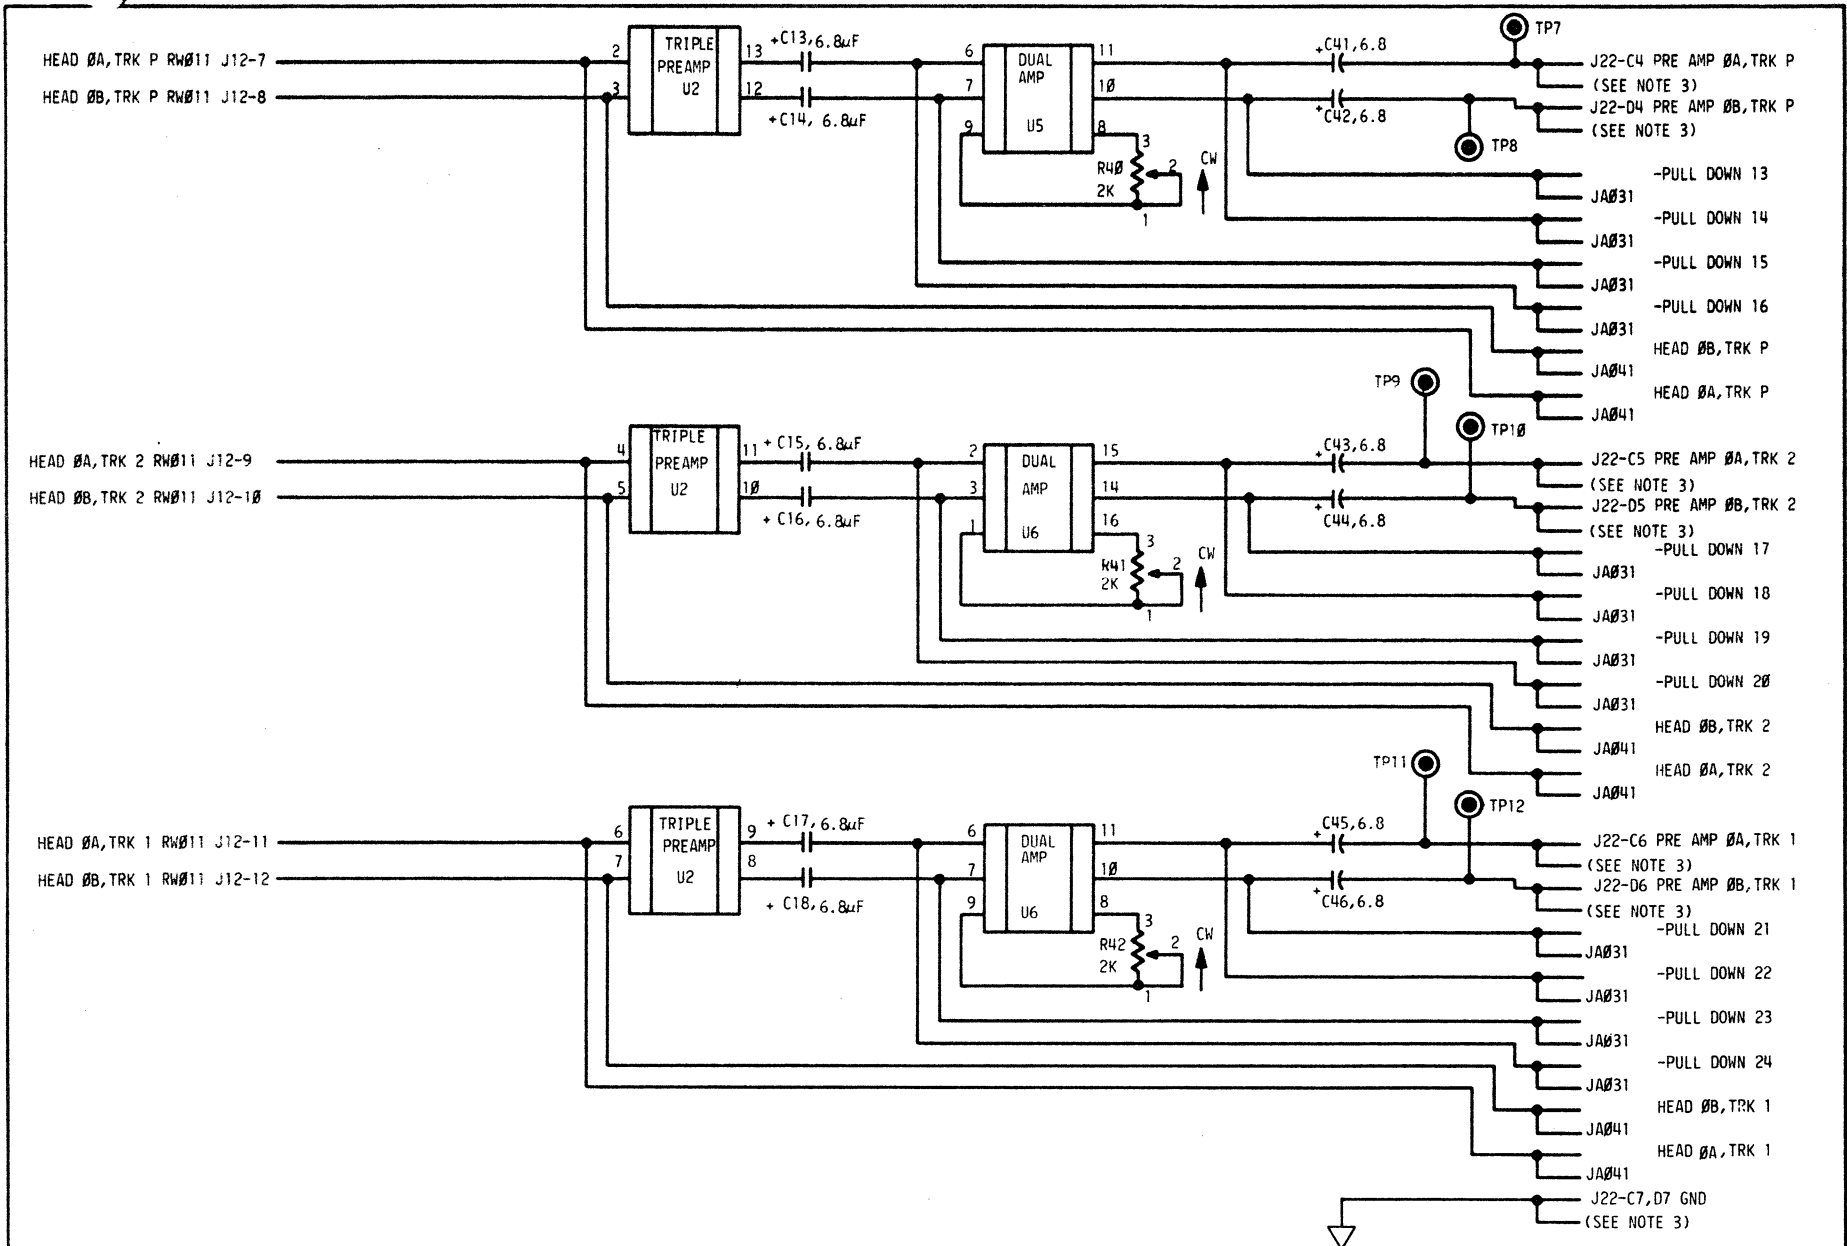 HEAD ØA,TRK P RWØ11 J12-7
HEAD ØB,TRK P RWØ11 J12-8
2
3
TRIPLE
PREAMP
U2
13
12
+C13,6.8µF
+C14, 6.8µF
6
7
9
DUAL
AMP
U5
11
1Ø
8
3
R4Ø
2K
2
1
CW
+C41,6.8
+C42,6.8
TP7
TP8
J22-C4 PRE AMP ØA,TRK P
(SEE NOTE 3)
J22-D4 PRE AMP ØB,TRK P
(SEE NOTE 3)
-PULL DOWN 13
JAØ31
-PULL DOWN 14
JAØ31
-PULL DOWN 15
JAØ31
-PULL DOWN 16
JAØ31
HEAD ØB,TRK P
JAØ41
HEAD ØA,TRK P
JAØ41
HEAD ØA,TRK 2 RWØ11 J12-9
HEAD ØB,TRK 2 RWØ11 J12-1Ø
4
5
TRIPLE
PREAMP
U2
11
1Ø
+ C15, 6.8µF
+ C16, 6.8µF
2
3
1
DUAL
AMP
U6
15
14
16
3
R41
2K
2
1
CW
+C43,6.8
+C44,6.8
TP9
TP1Ø
J22-C5 PRE AMP ØA,TRK 2
(SEE NOTE 3)
J22-D5 PRE AMP ØB,TRK 2
(SEE NOTE 3)
-PULL DOWN 17
JAØ31
-PULL DOWN 18
JAØ31
-PULL DOWN 19
JAØ31
-PULL DOWN 2Ø
JAØ31
HEAD ØB,TRK 2
JAØ41
HEAD ØA,TRK 2
JAØ41
HEAD ØA,TRK 1 RWØ11 J12-11
HEAD ØB,TRK 1 RWØ11 J12-12
6
7
TRIPLE
PREAMP
U2
9
8
+ C17, 6.8µF
+ C18, 6.8µF
6
7
9
DUAL
AMP
U6
11
1Ø
8
3
R42
2K
2
1
CW
+C45,6.8
+C46,6.8
TP11
TP12
J22-C6 PRE AMP ØA,TRK 1
(SEE NOTE 3)
J22-D6 PRE AMP ØB,TRK 1
(SEE NOTE 3)
-PULL DOWN 21
JAØ31
-PULL DOWN 22
JAØ31
-PULL DOWN 23
JAØ31
-PULL DOWN 24
JAØ31
HEAD ØB,TRK 1
JAØ41
HEAD ØA,TRK 1
JAØ41
J22-C7,D7 GND
(SEE NOTE 3)